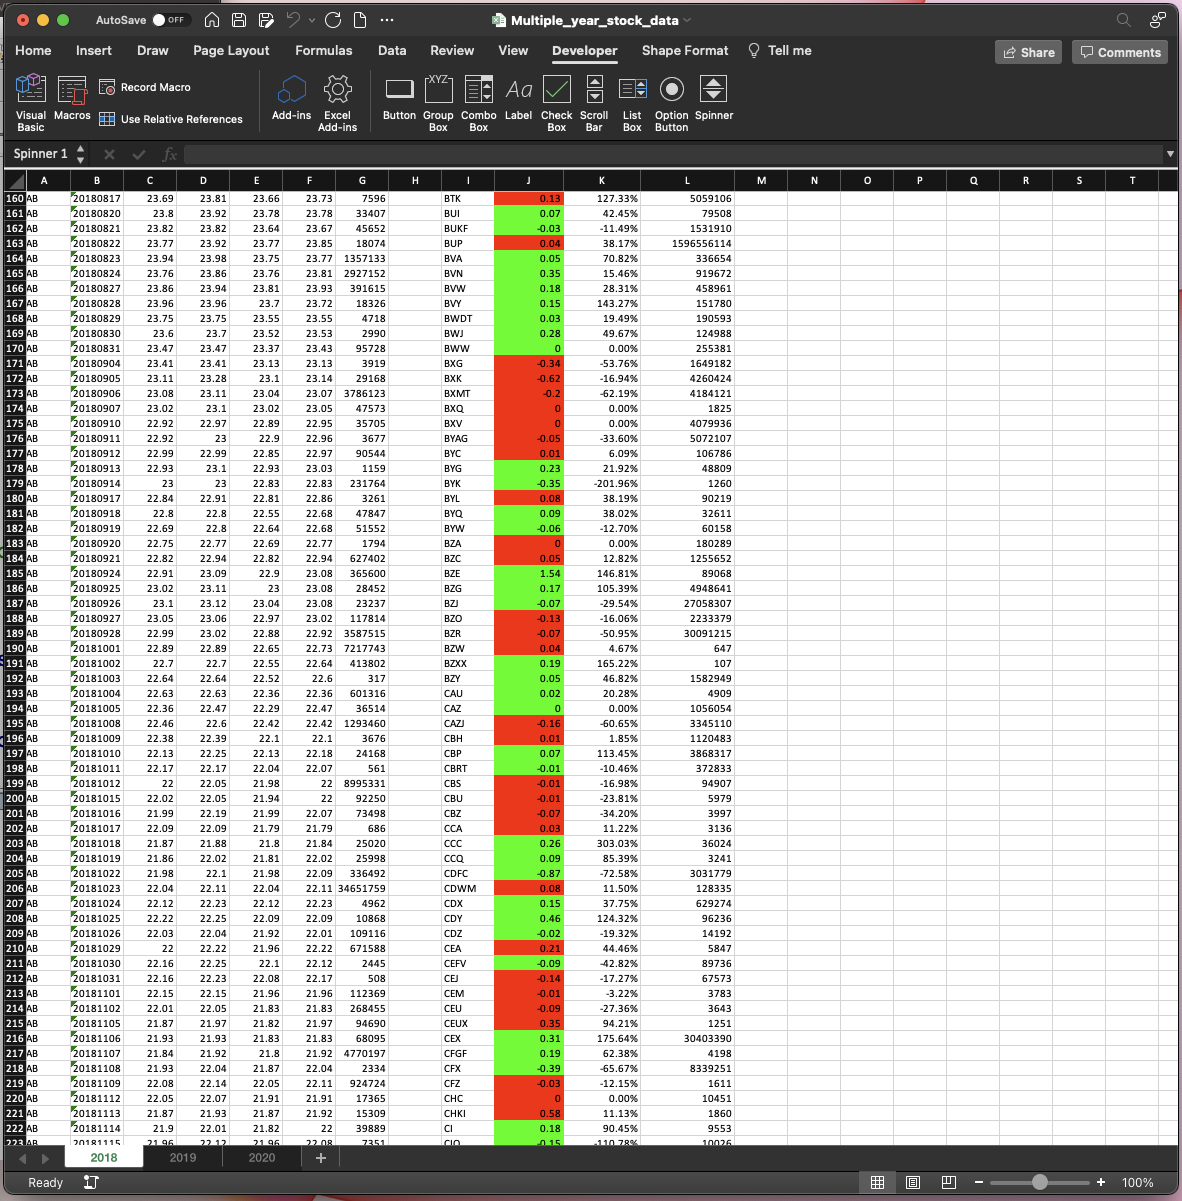 AutoSave OFF Multiple_year_stock_data
Home Insert Draw Page Layout Formulas Data Review View Developer Shape Format Tell me Share Comments
Visual Basic Macros Record Macro Use Relative References Add-ins Excel Add-ins Button Group Box Combo Box Label Check Box Scroll Bar List Box Option Button Spinner
Spinner 1 fx
A B C D E F G H I J K L M N O P Q R S T
160 AB 20180817 23.69 23.81 23.66 23.73 7596 BTK 0.13 127.33% 5059106
161 AB 20180820 23.8 23.92 23.78 23.78 33407 BUI 0.07 42.45% 79508
162 AB 20180821 23.82 23.82 23.64 23.67 45652 BUKF -0.03 -11.49% 1531910
163 AB 20180822 23.77 23.92 23.77 23.85 18074 BUP 0.04 38.17% 1596556114
164 AB 20180823 23.94 23.98 23.75 23.77 1357133 BVA 0.05 70.82% 336654
165 AB 20180824 23.76 23.86 23.76 23.81 2927152 BVN 0.35 15.46% 919672
166 AB 20180827 23.86 23.94 23.81 23.93 391615 BVW 0.18 28.31% 458961
167 AB 20180828 23.96 23.96 23.7 23.72 18326 BVY 0.15 143.27% 151780
168 AB 20180829 23.75 23.75 23.55 23.55 4718 BWDT 0.03 19.49% 190593
169 AB 20180830 23.6 23.7 23.52 23.53 2990 BWJ 0.28 49.67% 124988
170 AB 20180831 23.47 23.47 23.37 23.43 95728 BWW 0 0.00% 255381
171 AB 20180904 23.41 23.41 23.13 23.13 3919 BXG -0.34 -53.76% 1649182
172 AB 20180905 23.11 23.28 23.1 23.14 29168 BXK -0.62 -16.94% 4260424
173 AB 20180906 23.08 23.11 23.04 23.07 3786123 BXMT -0.2 -62.19% 4184121
174 AB 20180907 23.02 23.1 23.02 23.05 47573 BXQ 0 0.00% 1825
175 AB 20180910 22.92 22.97 22.89 22.95 35705 BXV 0 0.00% 4079936
176 AB 20180911 22.92 23 22.9 22.96 3677 BYAG -0.05 -33.60% 5072107
177 AB 20180912 22.99 22.99 22.85 22.97 90544 BYC 0.01 6.09% 106786
178 AB 20180913 22.93 23.1 22.93 23.03 1159 BYG 0.23 21.92% 48809
179 AB 20180914 23 23 22.83 22.83 231764 BYK -0.35 -201.96% 1260
180 AB 20180917 22.84 22.91 22.81 22.86 3261 BYL 0.08 38.19% 90219
181 AB 20180918 22.8 22.8 22.55 22.68 47847 BYQ 0.09 38.02% 32611
182 AB 20180919 22.69 22.8 22.64 22.68 51552 BYW -0.06 -12.70% 60158
183 AB 20180920 22.75 22.77 22.69 22.77 1794 BZA 0 0.00% 180289
184 AB 20180921 22.82 22.94 22.82 22.94 627402 BZC 0.05 12.82% 1255652
185 AB 20180924 22.91 23.09 22.9 23.08 365600 BZE 1.54 146.81% 89068
186 AB 20180925 23.02 23.11 23 23.08 28452 BZG 0.17 105.39% 4948641
187 AB 20180926 23.1 23.12 23.04 23.08 23237 BZJ -0.07 -29.54% 27058307
188 AB 20180927 23.05 23.06 22.97 23.02 117814 BZO -0.13 -16.06% 2233379
189 AB 20180928 22.99 23.02 22.88 22.92 3587515 BZR -0.07 -50.95% 30091215
190 AB 20181001 22.89 22.89 22.65 22.73 7217743 BZW 0.04 4.67% 647
191 AB 20181002 22.7 22.7 22.55 22.64 413802 BZXX 0.19 165.22% 107
192 AB 20181003 22.64 22.64 22.52 22.6 317 BZY 0.05 46.82% 1582949
193 AB 20181004 22.63 22.63 22.36 22.36 601316 CAU 0.02 20.28% 4909
194 AB 20181005 22.36 22.47 22.29 22.47 36514 CAZ 0 0.00% 1056054
195 AB 20181008 22.46 22.6 22.42 22.42 1293460 CAZJ -0.16 -60.65% 3345110
196 AB 20181009 22.38 22.39 22.1 22.1 3676 CBH 0.01 1.85% 1120483
197 AB 20181010 22.13 22.25 22.13 22.18 24168 CBP 0.07 113.45% 3868317
198 AB 20181011 22.17 22.17 22.04 22.07 561 CBRT -0.01 -10.46% 372833
199 AB 20181012 22 22.05 21.98 22 8995331 CBS -0.01 -16.98% 94907
200 AB 20181015 22.02 22.05 21.94 22 92250 CBU -0.01 -23.81% 5979
201 AB 20181016 21.99 22.19 21.99 22.07 73498 CBZ -0.07 -34.20% 3997
202 AB 20181017 22.09 22.09 21.79 21.79 686 CCA 0.03 11.22% 3136
203 AB 20181018 21.87 21.88 21.8 21.84 25020 CCC 0.26 303.03% 36024
204 AB 20181019 21.86 22.02 21.81 22.02 25998 CCQ 0.09 85.39% 3241
205 AB 20181022 21.98 22.1 21.98 22.09 336492 CDFC -0.87 -72.58% 3031779
206 AB 20181023 22.04 22.11 22.04 22.11 34651759 CDWM 0.08 11.50% 128335
207 AB 20181024 22.12 22.23 22.12 22.23 4962 CDX 0.15 37.75% 629274
208 AB 20181025 22.22 22.25 22.09 22.09 10868 CDY 0.46 124.32% 96236
209 AB 20181026 22.03 22.04 21.92 22.01 109116 CDZ -0.02 -19.32% 14192
210 AB 20181029 22 22.22 21.96 22.22 671588 CEA 0.21 44.46% 5847
211 AB 20181030 22.16 22.25 22.1 22.12 2445 CEFV -0.09 -42.82% 89736
212 AB 20181031 22.16 22.23 22.08 22.17 508 CEJ -0.14 -17.27% 67573
213 AB 20181101 22.15 22.15 21.96 21.96 112369 CEM -0.01 -3.22% 3783
214 AB 20181102 22.01 22.05 21.83 21.83 268455 CEU -0.09 -27.36% 3643
215 AB 20181105 21.87 21.97 21.82 21.97 94690 CEUX 0.35 94.21% 1251
216 AB 20181106 21.93 21.93 21.83 21.83 68095 CEX 0.31 175.64% 30403390
217 AB 20181107 21.84 21.92 21.8 21.92 4770197 CFGF 0.19 62.38% 4198
218 AB 20181108 21.93 22.04 21.87 22.04 2334 CFX -0.39 -65.67% 8339251
219 AB 20181109 22.08 22.14 22.05 22.11 924724 CFZ -0.03 -12.15% 1611
220 AB 20181112 22.05 22.07 21.91 21.91 17365 CHC 0 0.00% 10451
221 AB 20181113 21.87 21.93 21.87 21.92 15309 CHKI 0.58 11.13% 1860
222 AB 20181114 21.9 22.01 21.82 22 39889 CI 0.18 90.45% 9553
223 AB 20181115 21.96 22.12 21.96 22.08 7351 CIO -0.15 -110.78% 10026
2018 2019 2020 +
Ready 100%